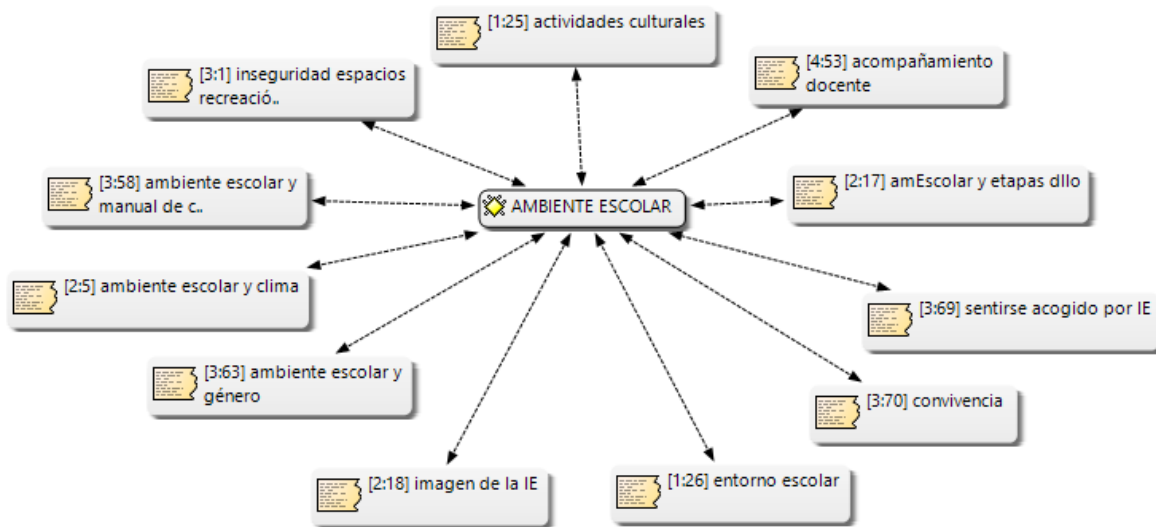 [1:25] actividades culturales
[3:1] inseguridad espacios
recreació..
[4:53] acompañamiento
docente
[3:58] ambiente escolar y
manual de c..
AMBIENTE ESCOLAR
[2:17] amEscolar y etapas dllo
[2:5] ambiente escolar y clima
[3:69] sentirse acogido por IE
[3:63] ambiente escolar y
género
[3:70] convivencia
[2:18] imagen de la IE
[1:26] entorno escolar